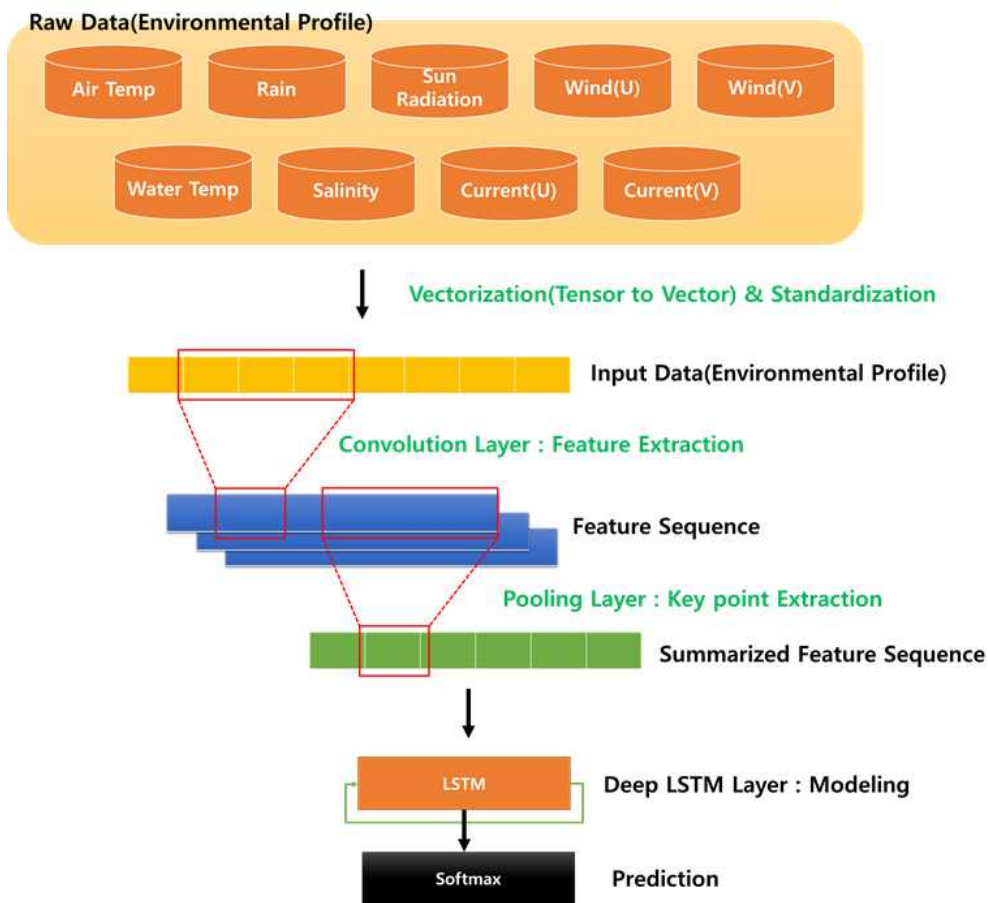 Raw Data(Environmental Profile)
Air Temp
Rain
Sun
Radiation
Wind(U)
Wind(V)
Water Temp
Salinity
Current(U)
Current(V)
Vectorization(Tensor to Vector) & Standardization
Input Data(Environmental Profile)
Convolution Layer : Feature Extraction
Feature Sequence
Pooling Layer : Key point Extraction
Summarized Feature Sequence
LSTM
Deep LSTM Layer : Modeling
Softmax
Prediction